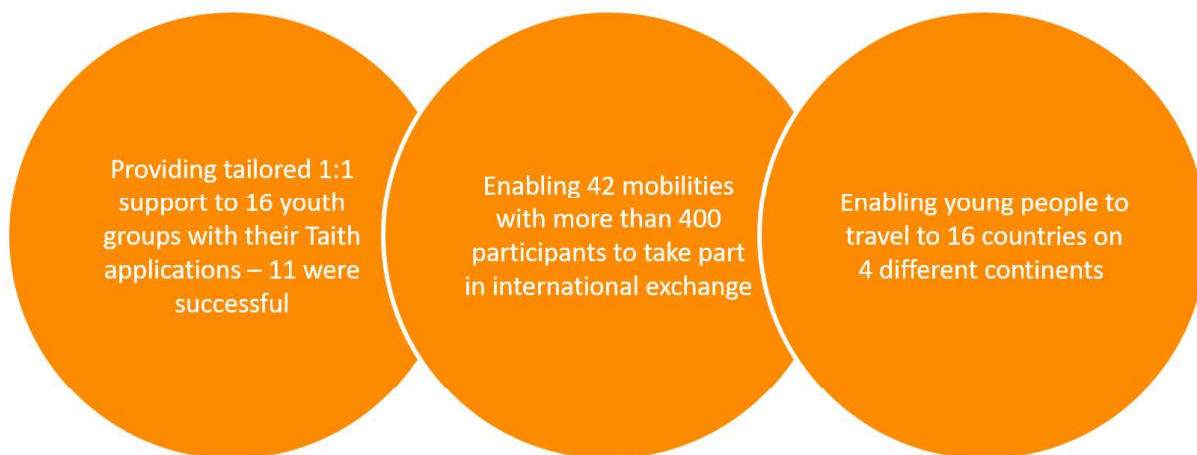 Providing tailored 1:1
support to 16 youth
groups with their Taith
applications – 11 were
successful
Enabling 42 mobilities
with more than 400
participants to take part
in international exchange
Enabling young people to
travel to 16 countries on
4 different continents